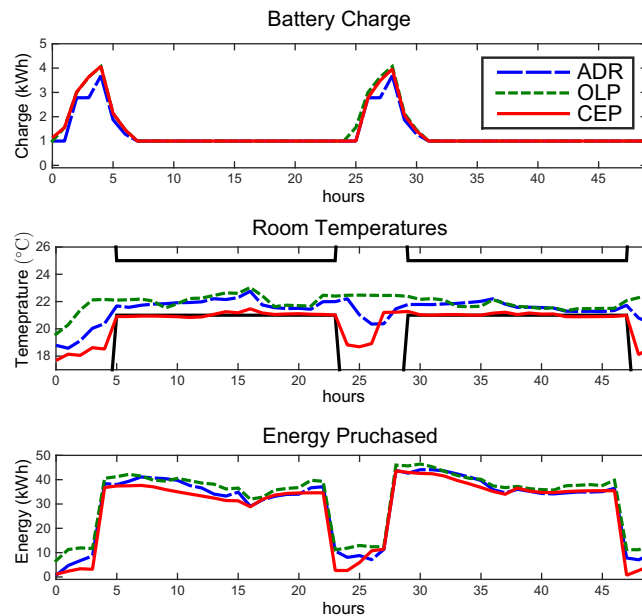 Battery Charge
5
4
3
2
1
0
Charge (kWh)
ADR
OLP
CEP
0 5 10 15 20 25 30 35 40 45
hours
Room Temperatures
26
24
22
20
18
Temeprature (°C)
0 5 10 15 20 25 30 35 40 45
hours
Energy Pruchased
50
40
30
20
10
0
Energy (kWh)
0 5 10 15 20 25 30 35 40 45
hours